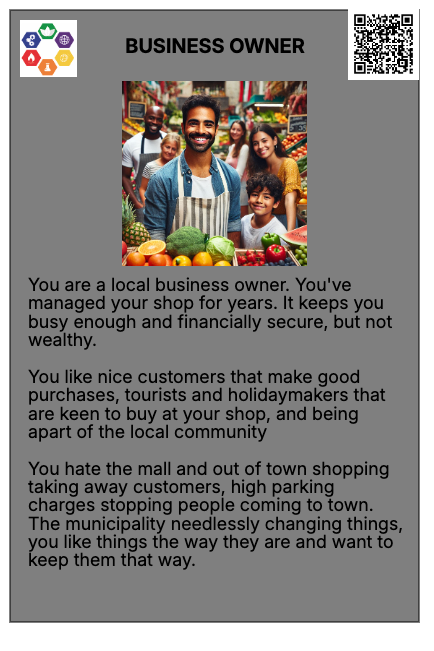 BUSINESS OWNER
You are a local business owner. You've
managed your shop for years. It keeps you
busy enough and financially secure, but not
wealthy.
You like nice customers that make good
purchases, tourists and holidaymakers that
are keen to buy at your shop, and being
apart of the local community
You hate the mall and out of town shopping
taking away customers, high parking
charges stopping people coming to town.
The municipality needlessly changing things,
you like things the way they are and want to
keep them that way.